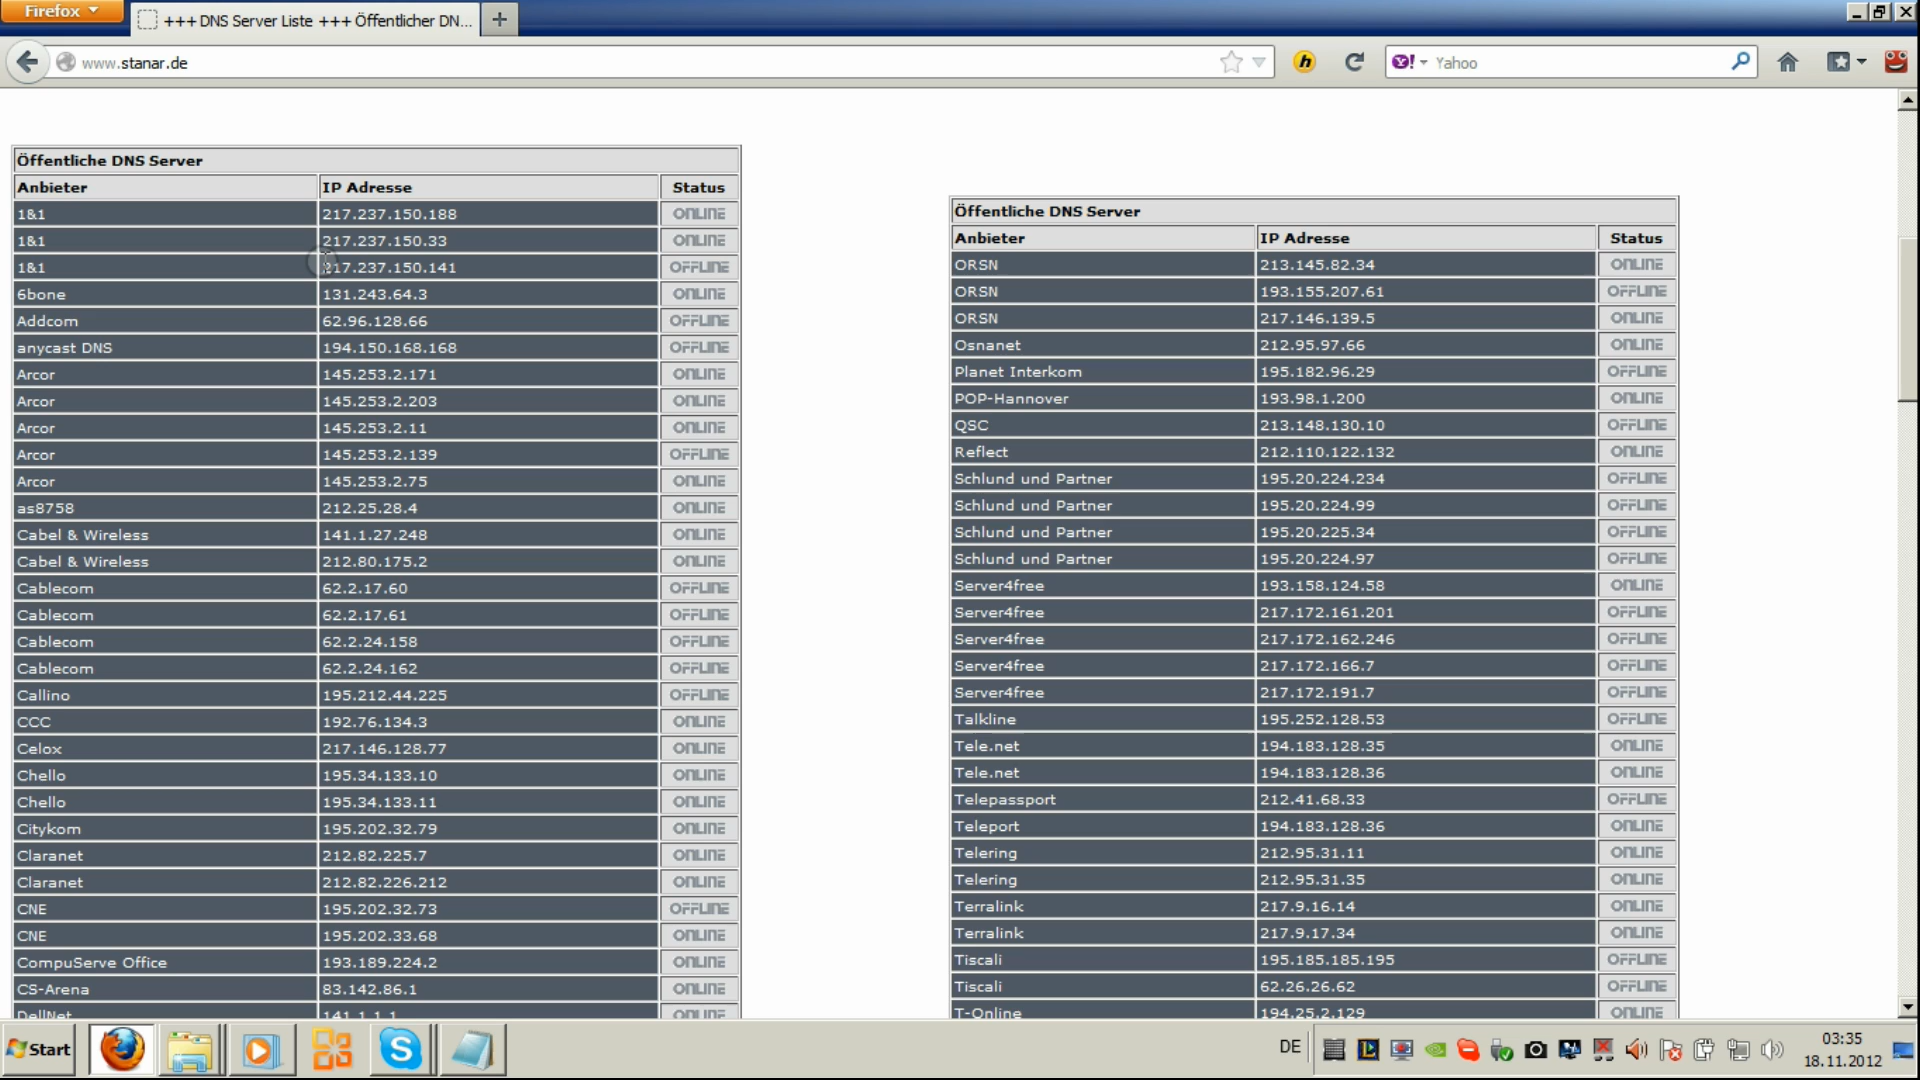 Firefox
+++ DNS Server Liste +++ Öffentlicher DN...
www.stanar.de
Yahoo
Öffentliche DNS Server
Anbieter IP Adresse Status
1&1 217.237.150.188 ONLINE
1&1 217.237.150.33 ONLINE
1&1 217.237.150.141 OFFLINE
6bone 131.243.64.3 ONLINE
Addcom 62.96.128.66 OFFLINE
anycast DNS 194.150.168.168 OFFLINE
Arcor 145.253.2.171 ONLINE
Arcor 145.253.2.203 ONLINE
Arcor 145.253.2.11 ONLINE
Arcor 145.253.2.139 OFFLINE
Arcor 145.253.2.75 ONLINE
as8758 212.25.28.4 ONLINE
Cabel & Wireless 141.1.27.248 ONLINE
Cabel & Wireless 212.80.175.2 ONLINE
Cablecom 62.2.17.60 OFFLINE
Cablecom 62.2.17.61 OFFLINE
Cablecom 62.2.24.158 OFFLINE
Cablecom 62.2.24.162 OFFLINE
Callino 195.212.44.225 OFFLINE
CCC 192.76.134.3 ONLINE
Celox 217.146.128.77 ONLINE
Chello 195.34.133.10 ONLINE
Chello 195.34.133.11 ONLINE
Citykom 195.202.32.79 ONLINE
Claranet 212.82.225.7 ONLINE
Claranet 212.82.226.212 ONLINE
CNE 195.202.32.73 OFFLINE
CNE 195.202.33.68 ONLINE
CompuServe Office 193.189.224.2 ONLINE
CS-Arena 83.142.86.1 ONLINE
DellNet 141.1.1.1 ONLINE
Öffentliche DNS Server
Anbieter IP Adresse Status
ORSN 213.145.82.34 ONLINE
ORSN 193.155.207.61 OFFLINE
ORSN 217.146.139.5 ONLINE
Osnanet 212.95.97.66 ONLINE
Planet Interkom 195.182.96.29 OFFLINE
POP-Hannover 193.98.1.200 ONLINE
QSC 213.148.130.10 OFFLINE
Reflect 212.110.122.132 ONLINE
Schlund und Partner 195.20.224.234 OFFLINE
Schlund und Partner 195.20.224.99 OFFLINE
Schlund und Partner 195.20.225.34 OFFLINE
Schlund und Partner 195.20.224.97 OFFLINE
Server4free 193.158.124.58 ONLINE
Server4free 217.172.161.201 OFFLINE
Server4free 217.172.162.246 OFFLINE
Server4free 217.172.166.7 OFFLINE
Server4free 217.172.191.7 OFFLINE
Talkline 195.252.128.53 OFFLINE
Tele.net 194.183.128.35 ONLINE
Tele.net 194.183.128.36 ONLINE
Telepassport 212.41.68.33 OFFLINE
Teleport 194.183.128.36 ONLINE
Telering 212.95.31.11 ONLINE
Telering 212.95.31.35 ONLINE
Terralink 217.9.16.14 ONLINE
Terralink 217.9.17.34 ONLINE
Tiscali 195.185.185.195 OFFLINE
Tiscali 62.26.26.62 OFFLINE
T-Online 194.25.2.129 ONLINE
Start
DE
03:35
18.11.2012